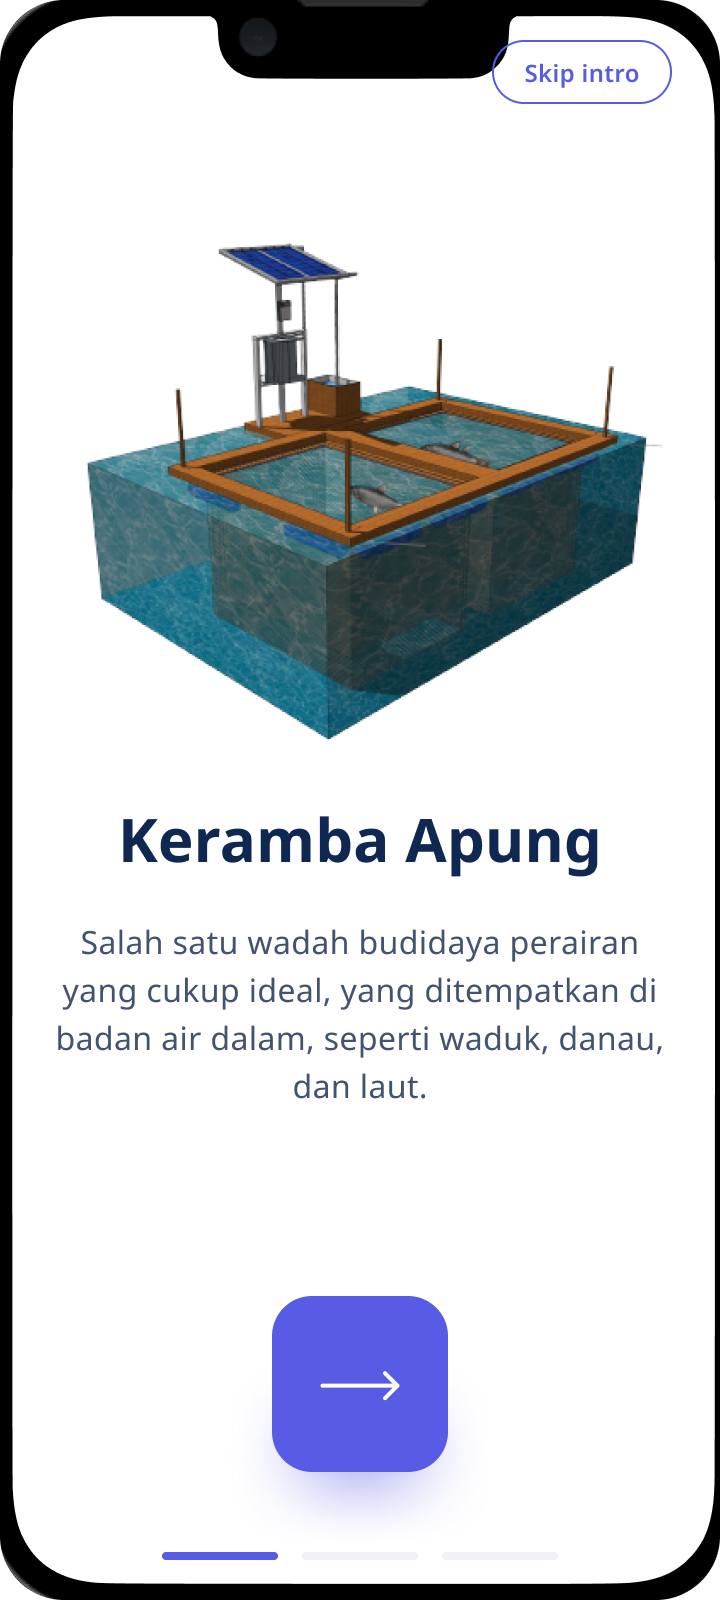 Skip intro
Keramba Apung
Salah satu wadah budidaya perairan
yang cukup ideal, yang ditempatkan di
badan air dalam, seperti waduk, danau,
dan laut.